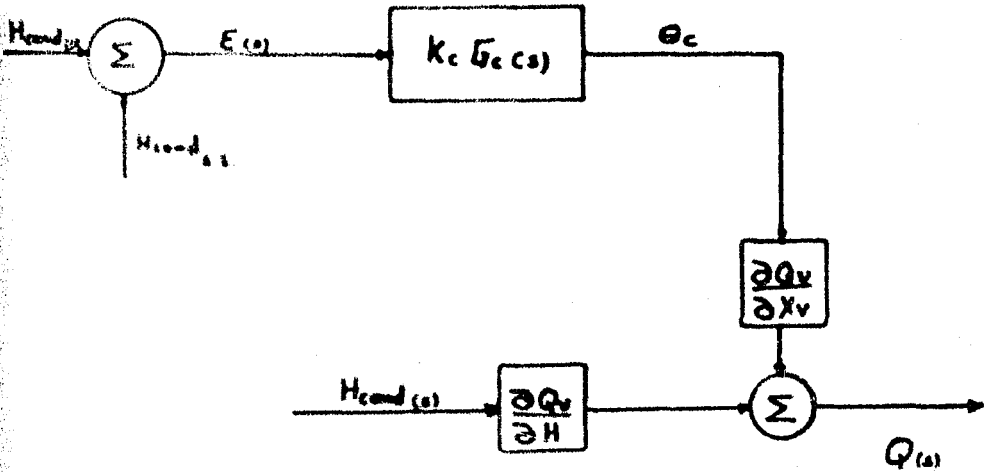 Σ
E(s)
Kc Gc (s)
Θc
∂Qv
∂Xv
Hcond(s)
∂Qv
∂H
Σ
Q(s)